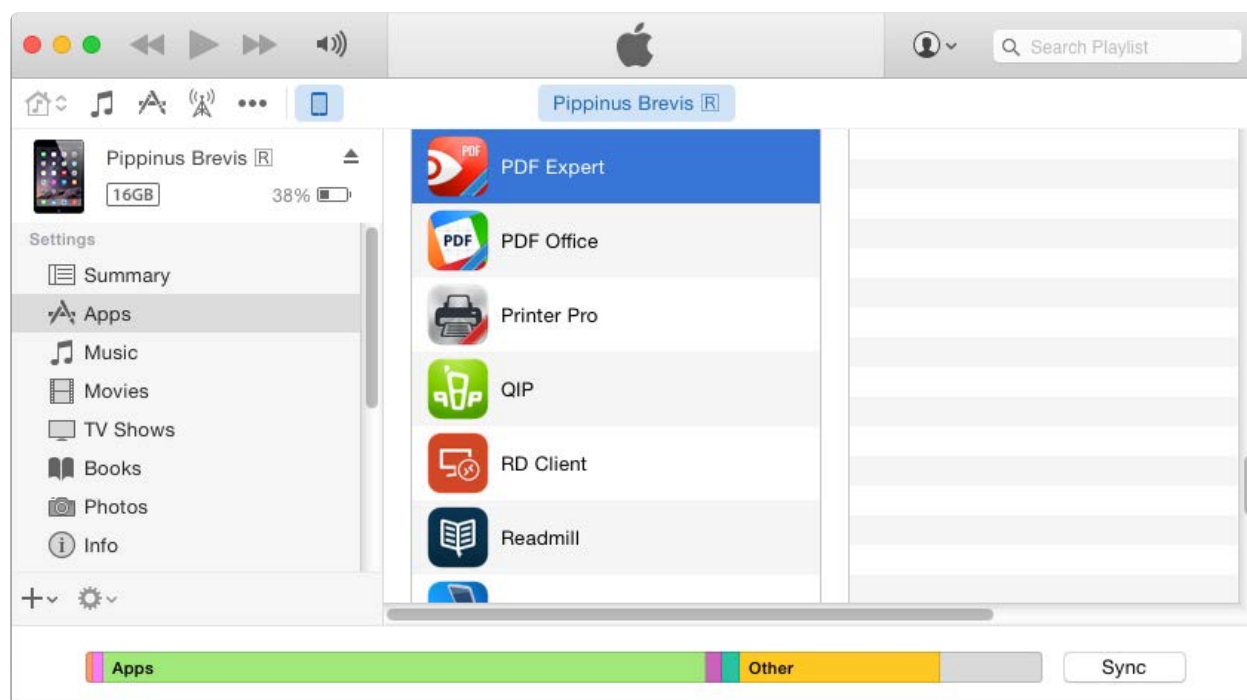 Search Playlist
Pippinus Brevis 🅁
Pippinus Brevis 🅁
16GB
38%
Settings
Summary
Apps
Music
Movies
TV Shows
Books
Photos
Info
PDF
PDF Expert
PDF
PDF Office
Printer Pro
qip
QIP
RD Client
Readmill
Apps
Other
Sync